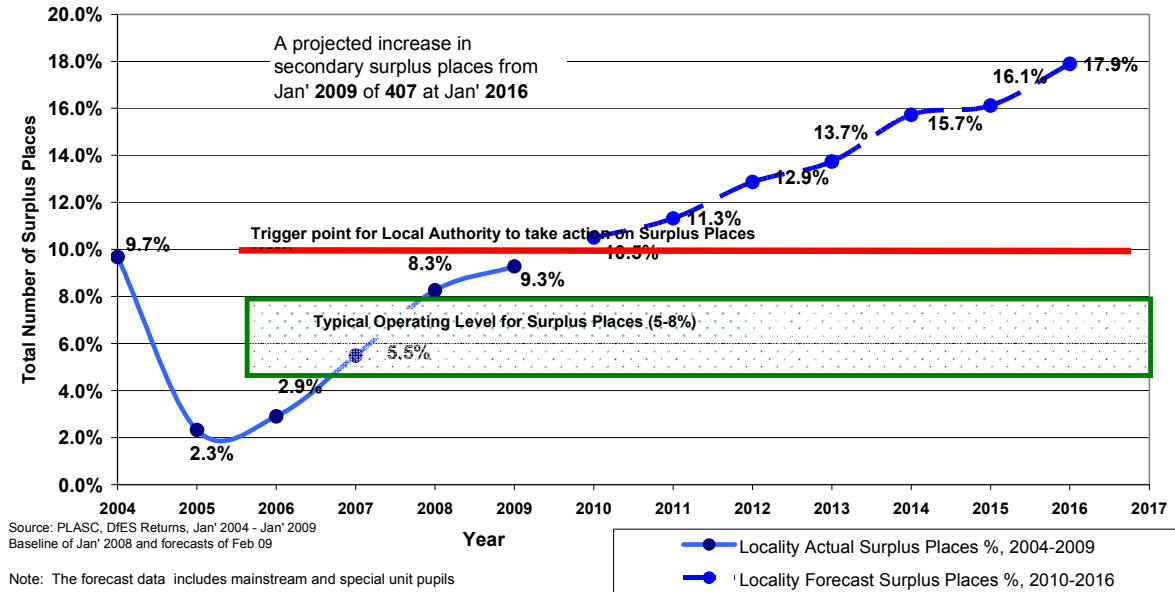 20.0%
18.0%
16.0%
14.0%
12.0%
10.0%
8.0%
6.0%
4.0%
2.0%
0.0%
Total Number of Surplus Places
A projected increase in
secondary surplus places from
Jan' 2009 of 407 at Jan' 2016
9.7%
2.3%
2.9%
5.5%
8.3%
9.3%
10.5%
11.3%
12.9%
13.7%
15.7%
16.1%
17.9%
Trigger point for Local Authority to take action on Surplus Places
Typical Operating Level for Surplus Places (5-8%)
2004 2005 2006 2007 2008 2009 2010 2011 2012 2013 2014 2015 2016 2017
Year
Source: PLASC, DfES Returns, Jan' 2004 - Jan' 2009
Baseline of Jan' 2008 and forecasts of Feb 09
Note: The forecast data includes mainstream and special unit pupils
Locality Actual Surplus Places %, 2004-2009
Locality Forecast Surplus Places %, 2010-2016